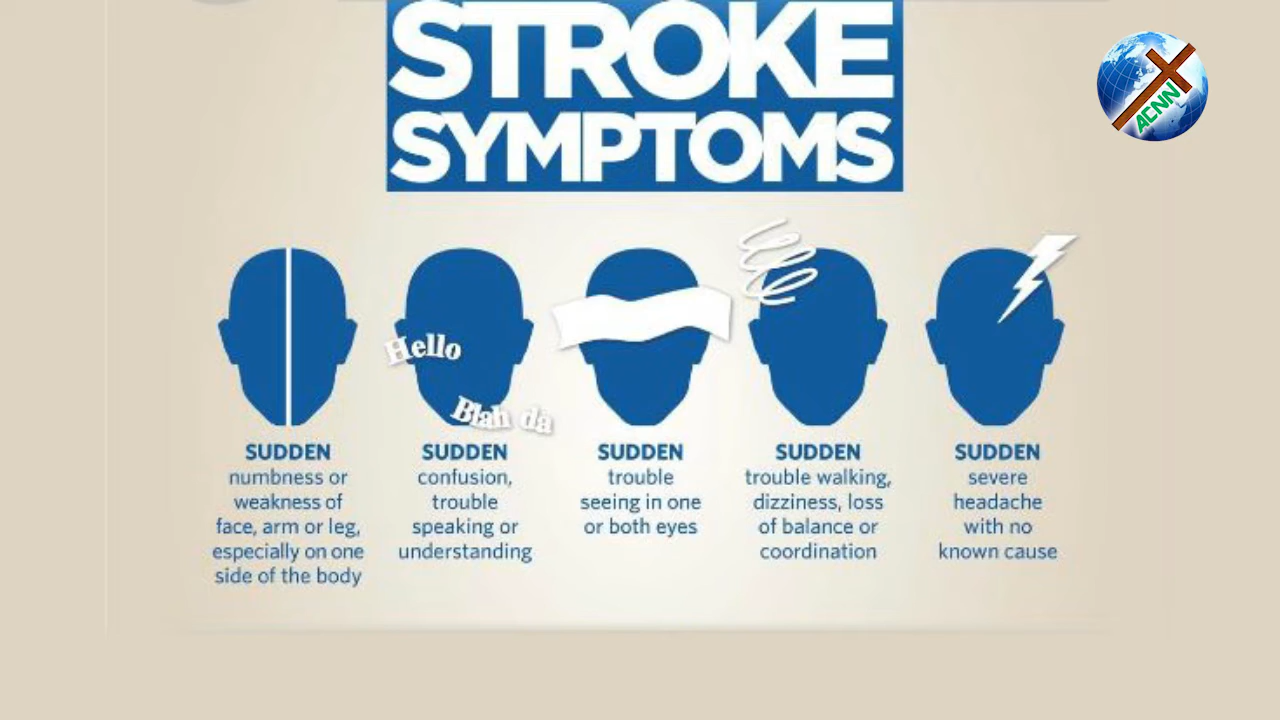 STROKE
SYMPTOMS
ACNN
Hello
Blah da
SUDDEN
numbness or
weakness of
face, arm or leg,
especially on one
side of the body
SUDDEN
confusion,
trouble
speaking or
understanding
SUDDEN
trouble
seeing in one
or both eyes
SUDDEN
trouble walking,
dizziness, loss
of balance or
coordination
SUDDEN
severe
headache
with no
known cause